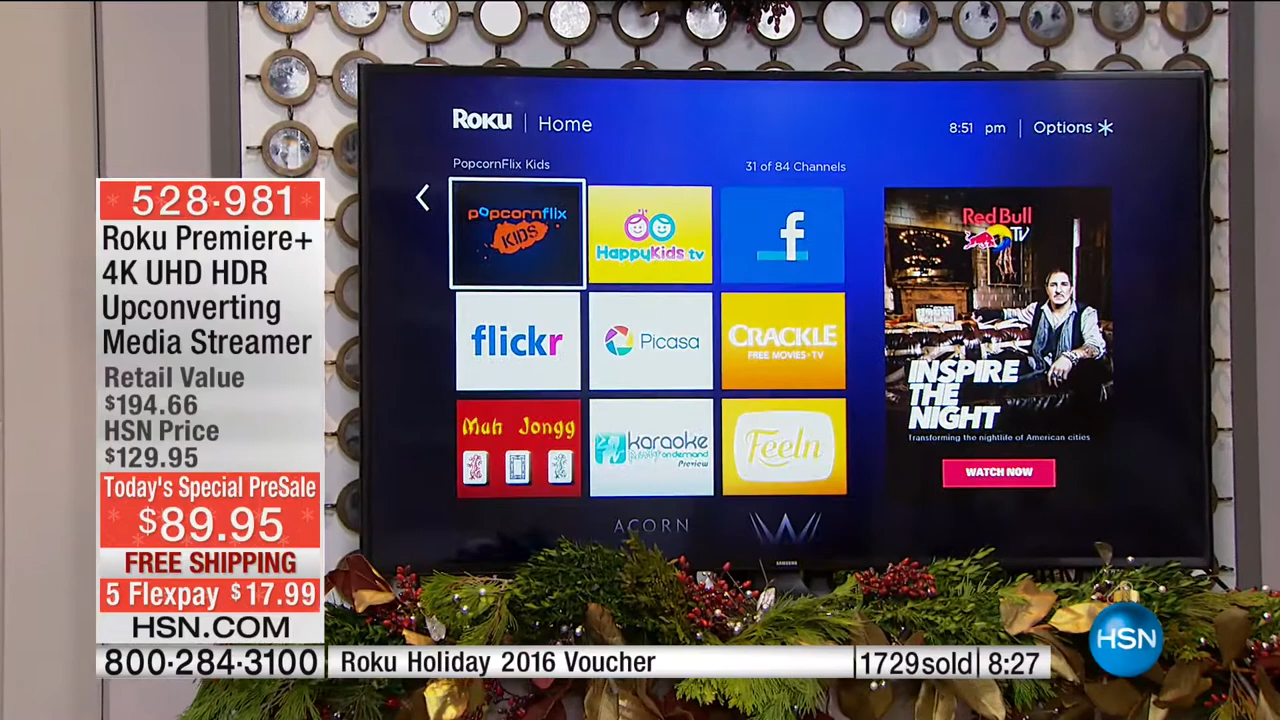 528-981
Roku Premiere+
4K UHD HDR
Upconverting
Media Streamer
Retail Value
$194.66
HSN Price
$129.95
Today's Special PreSale
$89.95
FREE SHIPPING
5 Flexpay $17.99
HSN.COM
800·284·3100
Roku Holiday 2016 Voucher
1729sold
8:27
HSN
Roku | Home
8:51 pm | Options
PopcornFlix Kids
31 of 84 Channels
popcornflix
KIDS
HappyKids tv
f
flickr
Picasa
CRACKLE
FREE MOVIES·TV
Mah Jongg
karaoke
party on demand
Preview
Feeln
ACORN
W
Red Bull
TV
INSPIRE
THE
NIGHT
Transforming the nightlife of American cities
WATCH NOW
SAMSUNG